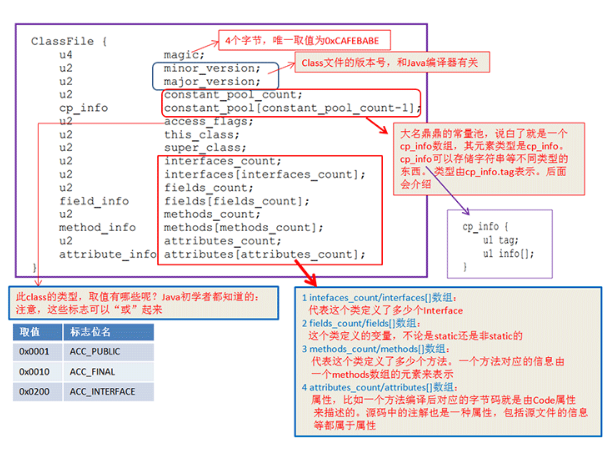 ClassFile {
u4 magic;
u2 minor_version;
u2 major_version;
u2 constant_pool_count;
cp_info constant_pool[constant_pool_count-1];
u2 access_flags;
u2 this_class;
u2 super_class;
u2 interfaces_count;
u2 interfaces[interfaces_count];
u2 fields_count;
field_info fields[fields_count];
u2 methods_count;
method_info methods[methods_count];
u2 attributes_count;
attribute_info attributes[attributes_count];
}
4个字节，唯一取值为0xCAFEBABE
Class文件的版本号，和Java编译器有关
大名鼎鼎的常量池，说白了就是一个
cp_info数组，其元素类型是cp_info。
cp_info可以存储字符串等不同类型的
东西。类型由cp_info.tag表示。后面
会介绍
cp_info {
u1 tag;
u1 info[];
}
此class的类型，取值有哪些呢？Java初学者都知道的：
注意，这些标志可以“或”起来
取值 标志位名
0x0001 ACC_PUBLIC
0x0010 ACC_FINAL
0x0200 ACC_INTERFACE
1 intefaces_count/interfaces[]数组：
代表这个类定义了多少个Interface
2 fields_count/fields[]数组：
这个类定义的变量，不论是static还是非static的
3 methods_count/methods[]数组：
代表这个类定义了多少个方法。一个方法对应的信息由
一个methods数组的元素来表示
4 attributes_count/attributes[]数组：
属性，比如一个方法编译后对应的字节码就是由Code属性
来描述的。源码中的注解也是一种属性，包括源文件的信息
等都属于属性